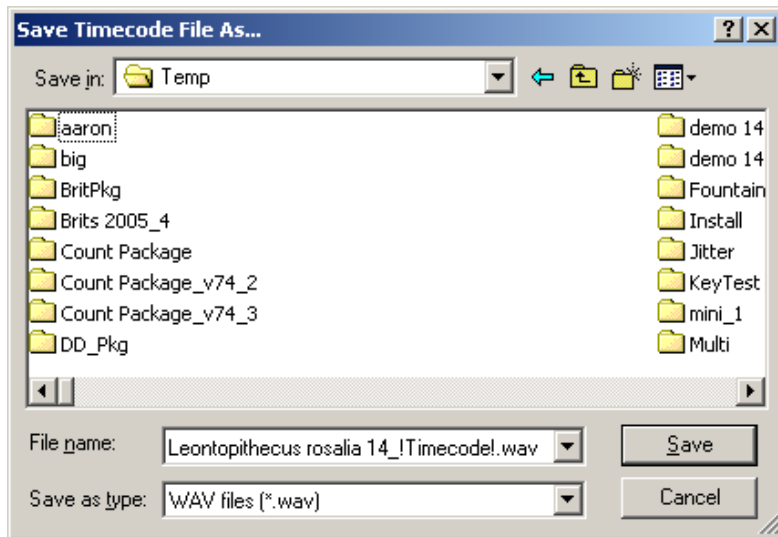 Save Timecode File As...
Save in: Temp
aaron
big
BritPkg
Brits 2005_4
Count Package
Count Package_v74_2
Count Package_v74_3
DD_Pkg
demo 14
demo 14
Fountain
Install
Jitter
KeyTest
mini_1
Multi
File name: Leontopithecus rosalia 14_!Timecode!.wav
Save
Save as type: WAV files (*.wav)
Cancel